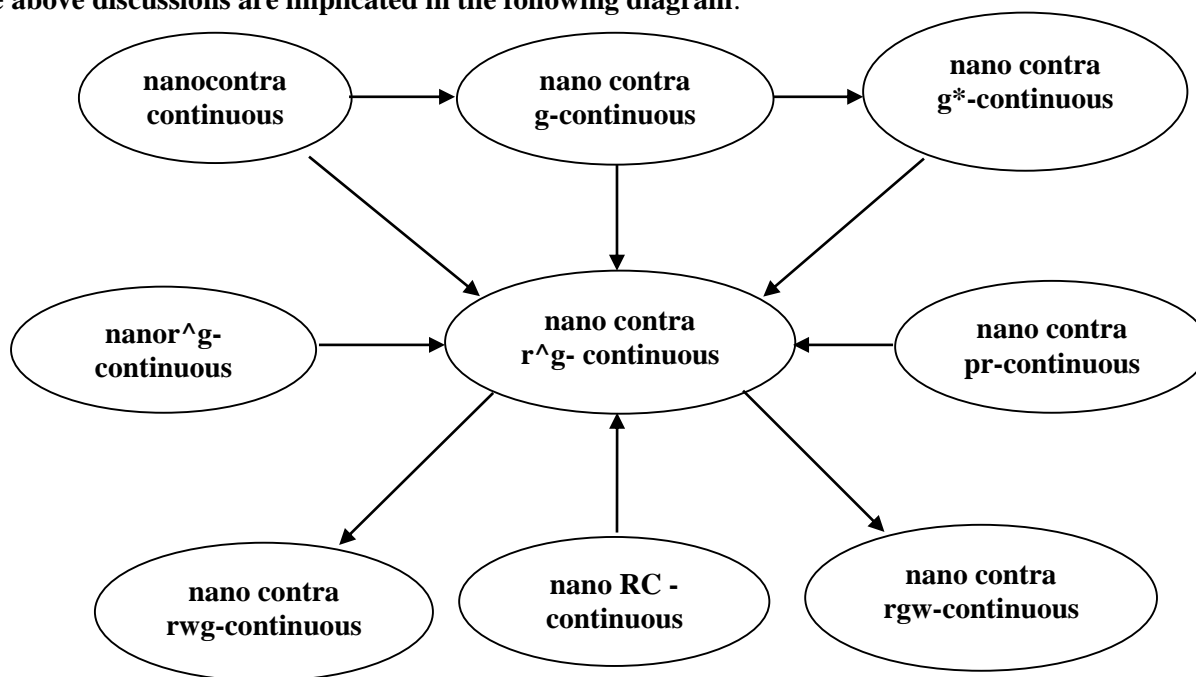 above discussions are implicated in the following diagram.
nanocontra
continuous
nano contra
g-continuous
nano contra
g*-continuous
nanor^g-
continuous
nano contra
r^g- continuous
nano contra
pr-continuous
nano contra
rwg-continuous
nano RC -
continuous
nano contra
rgw-continuous